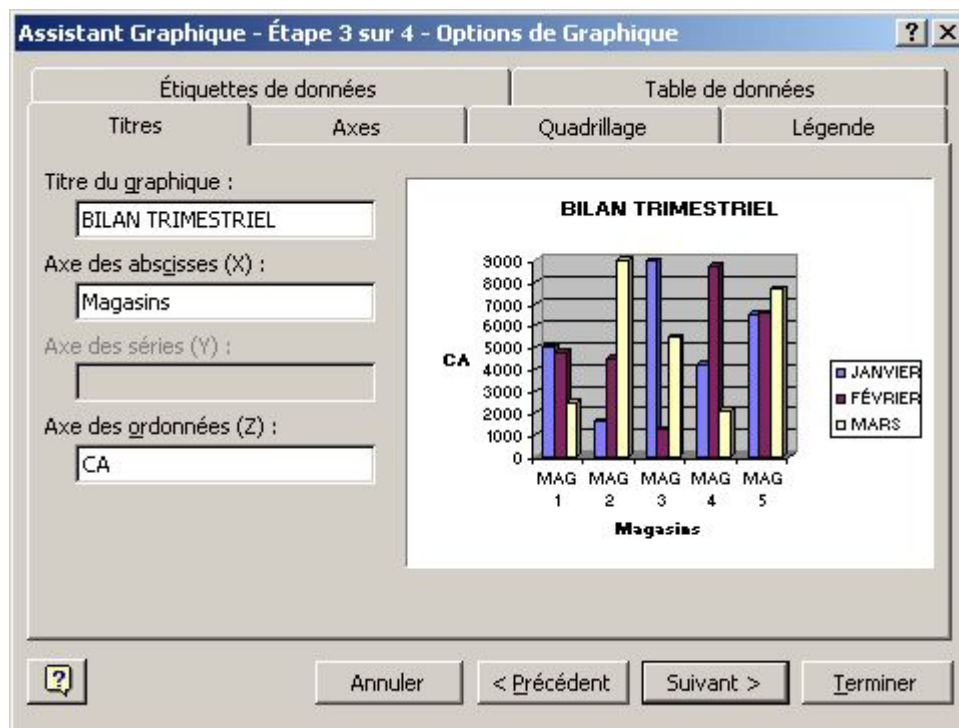 Assistant Graphique - Étape 3 sur 4 - Options de Graphique
Étiquettes de données
Table de données
Titres
Axes
Quadrillage
Légende
Titre du graphique :
BILAN TRIMESTRIEL
Axe des abscisses (X) :
Magasins
Axe des séries (Y) :
Axe des ordonnées (Z) :
CA
BILAN TRIMESTRIEL
9000
8000
7000
6000
5000
4000
3000
2000
1000
0
CA
MAG 1
MAG 2
MAG 3
MAG 4
MAG 5
Magasins
JANVIER
FÉVRIER
MARS
Annuler
< Précédent
Suivant >
Terminer